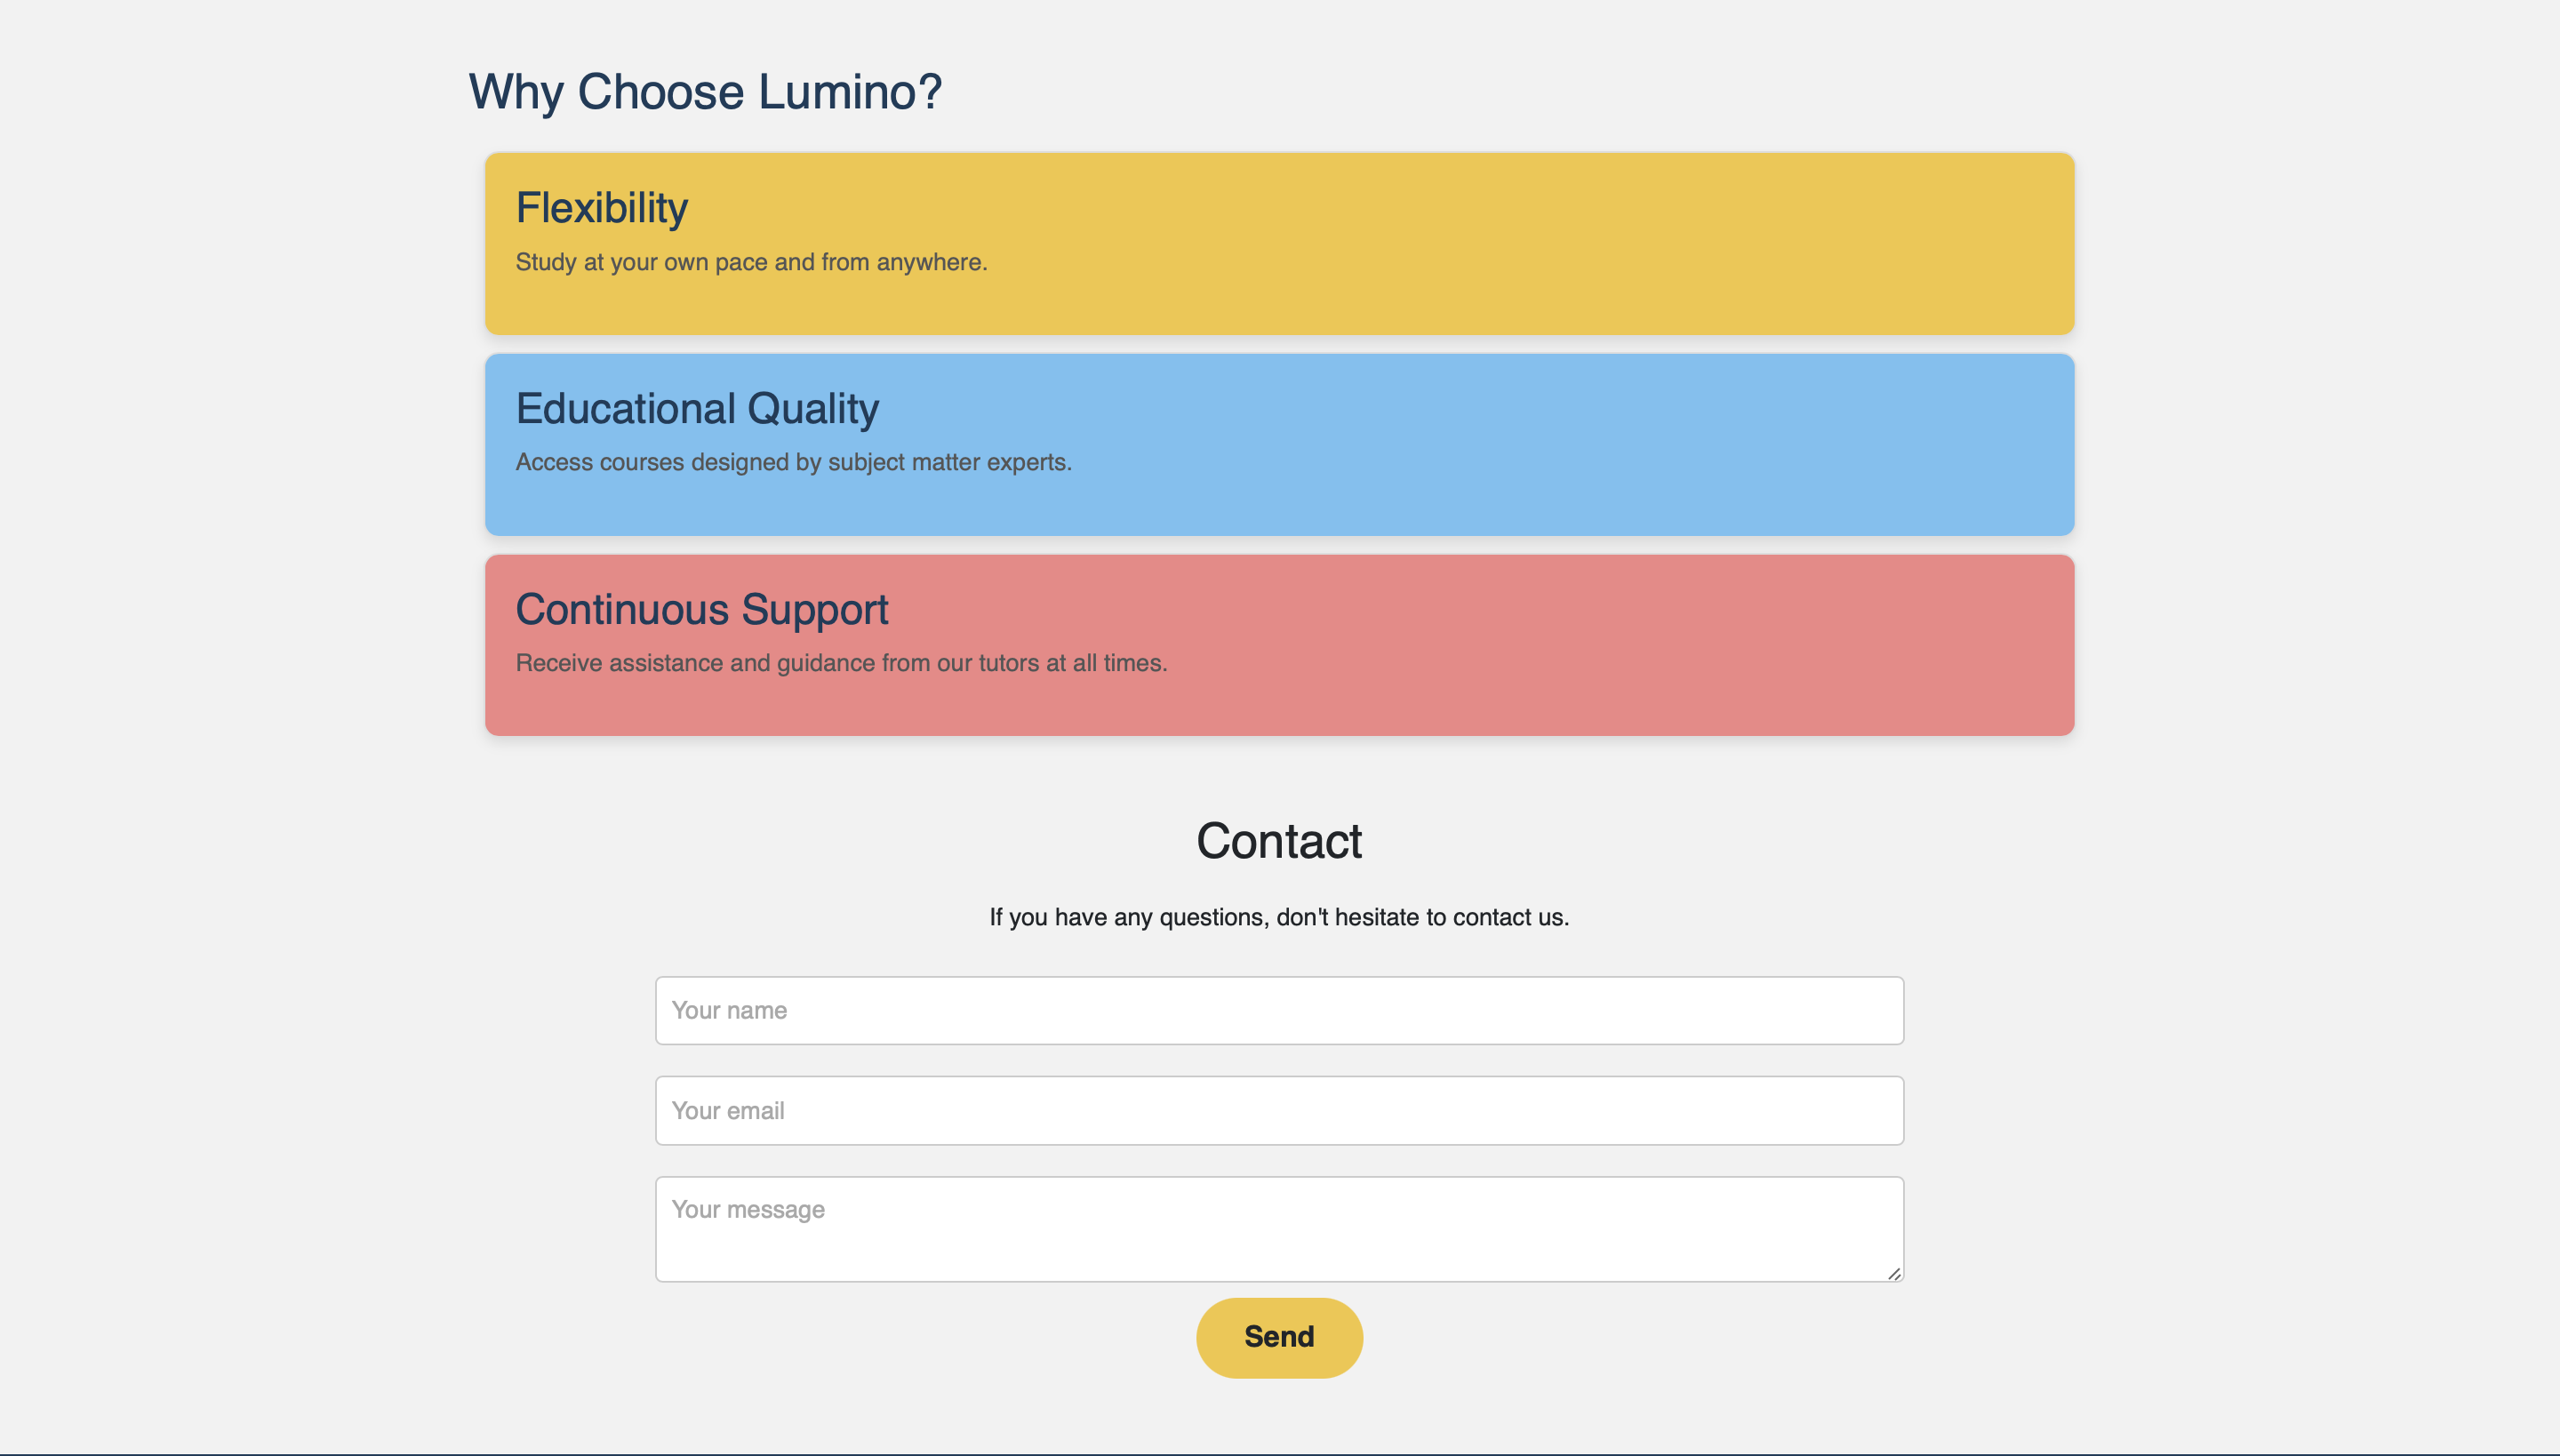 Why Choose Lumino?
Flexibility
Study at your own pace and from anywhere.
Educational Quality
Access courses designed by subject matter experts.
Continuous Support
Receive assistance and guidance from our tutors at all times.
Contact
If you have any questions, don't hesitate to contact us.
Your name
Your email
Your message
Send